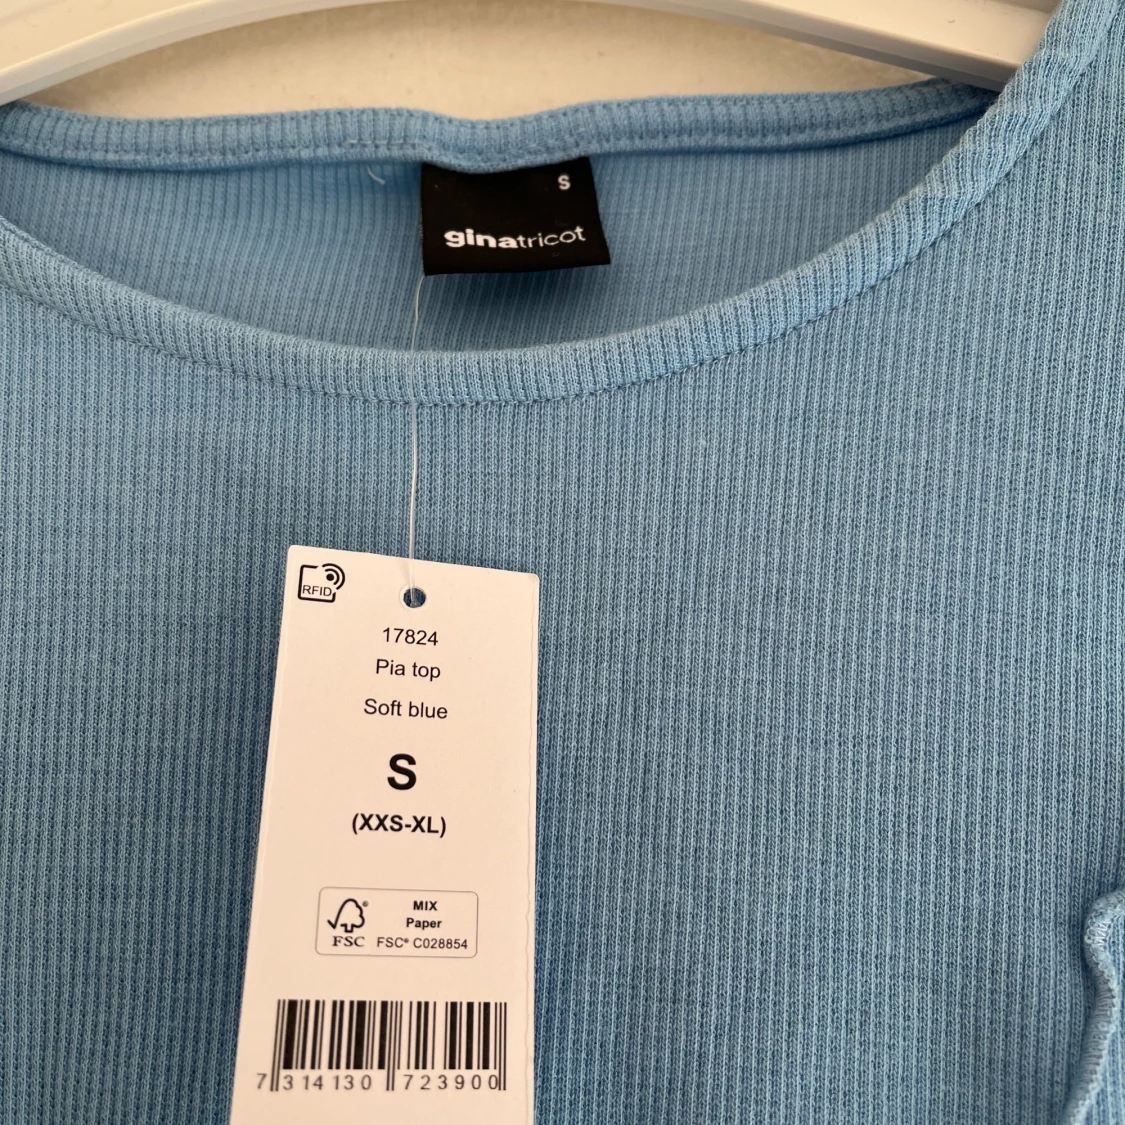 S
ginatricot
RFID
17824
Pia top
Soft blue
S
(XXS-XL)
MIX
Paper
FSC® C028854
FSC
7 314130 723900